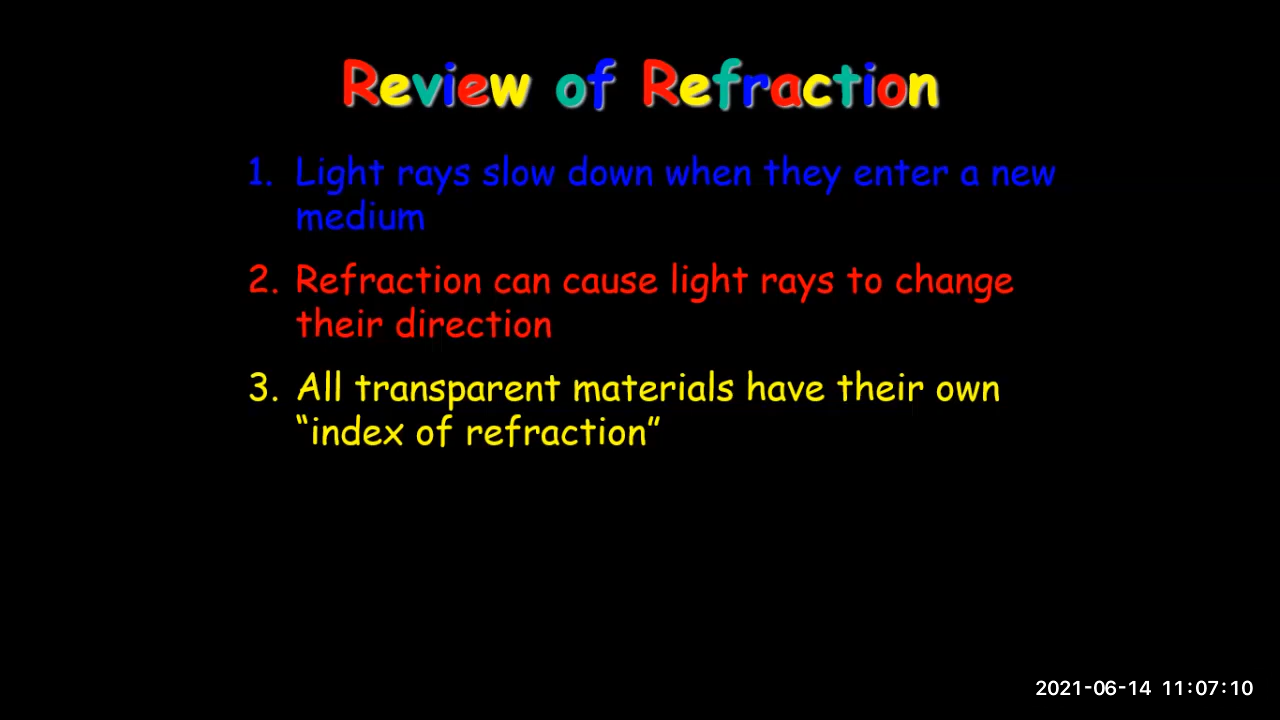 Review of Refraction
1. Light rays slow down when they enter a new
medium
2. Refraction can cause light rays to change
their direction
3. All transparent materials have their own
“index of refraction”
2021-06-14 11:07:10